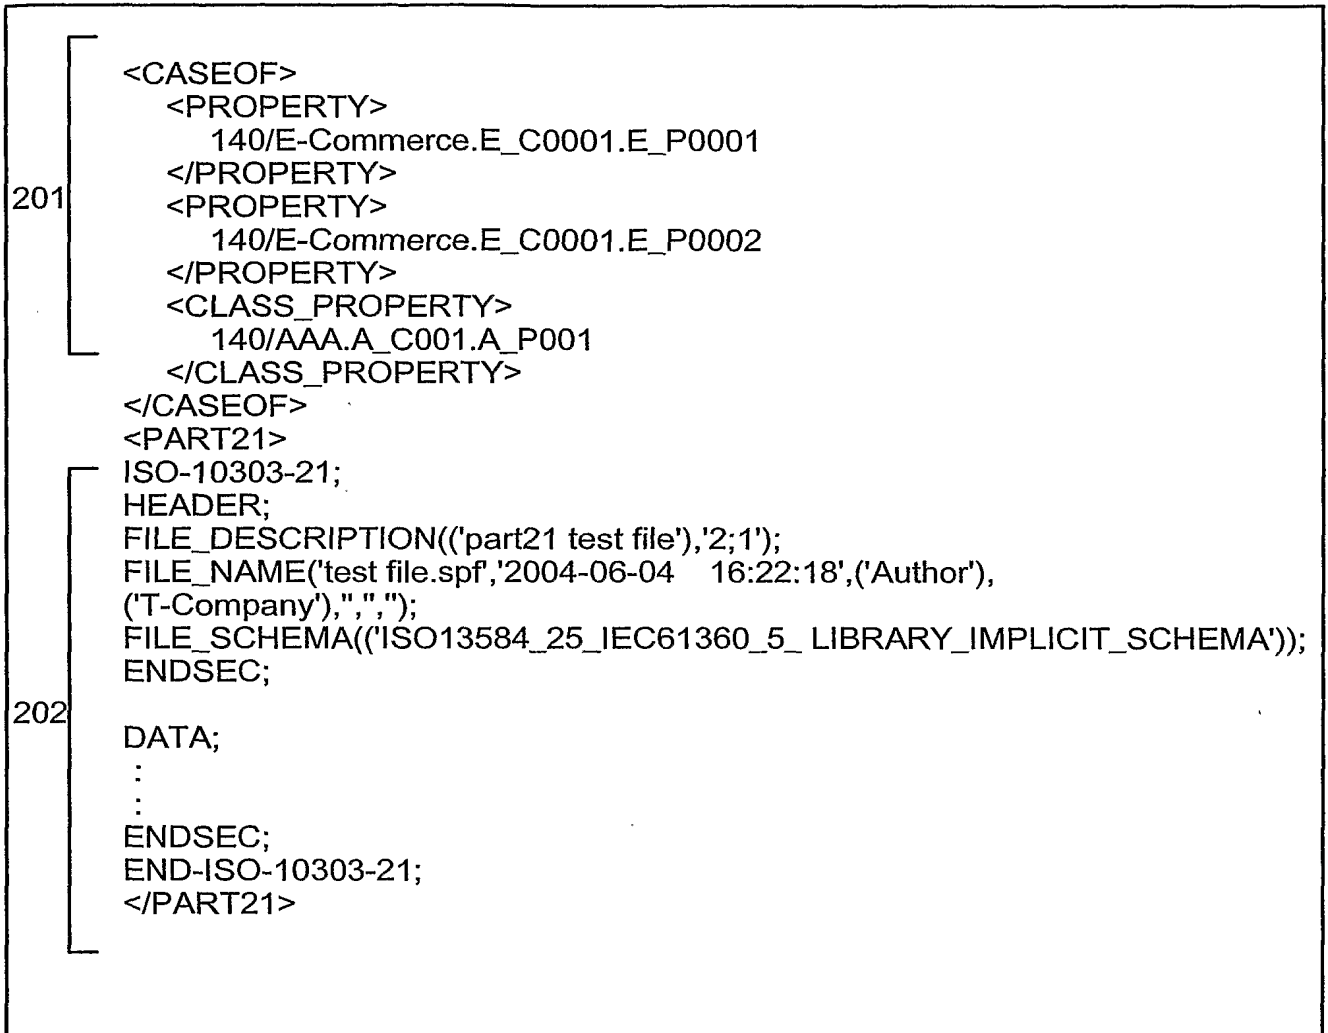 <CASEOF>
<PROPERTY>
140/E-Commerce.E_C0001.E_P0001
</PROPERTY>
201
<PROPERTY>
140/E-Commerce.E_C0001.E_P0002
</PROPERTY>
<CLASS_PROPERTY>
140/AAA.A_C001.A_P001
</CLASS_PROPERTY>
</CASEOF>
<PART21>
ISO-10303-21;
HEADER;
FILE_DESCRIPTION(('part21 test file'),'2;1');
FILE_NAME('test file.spf','2004-06-04 16:22:18',('Author'),
('T-Company'),'','','');
FILE_SCHEMA(('ISO13584_25_IEC61360_5_ LIBRARY_IMPLICIT_SCHEMA'));
ENDSEC;
202
DATA;
:
:
ENDSEC;
END-ISO-10303-21;
</PART21>